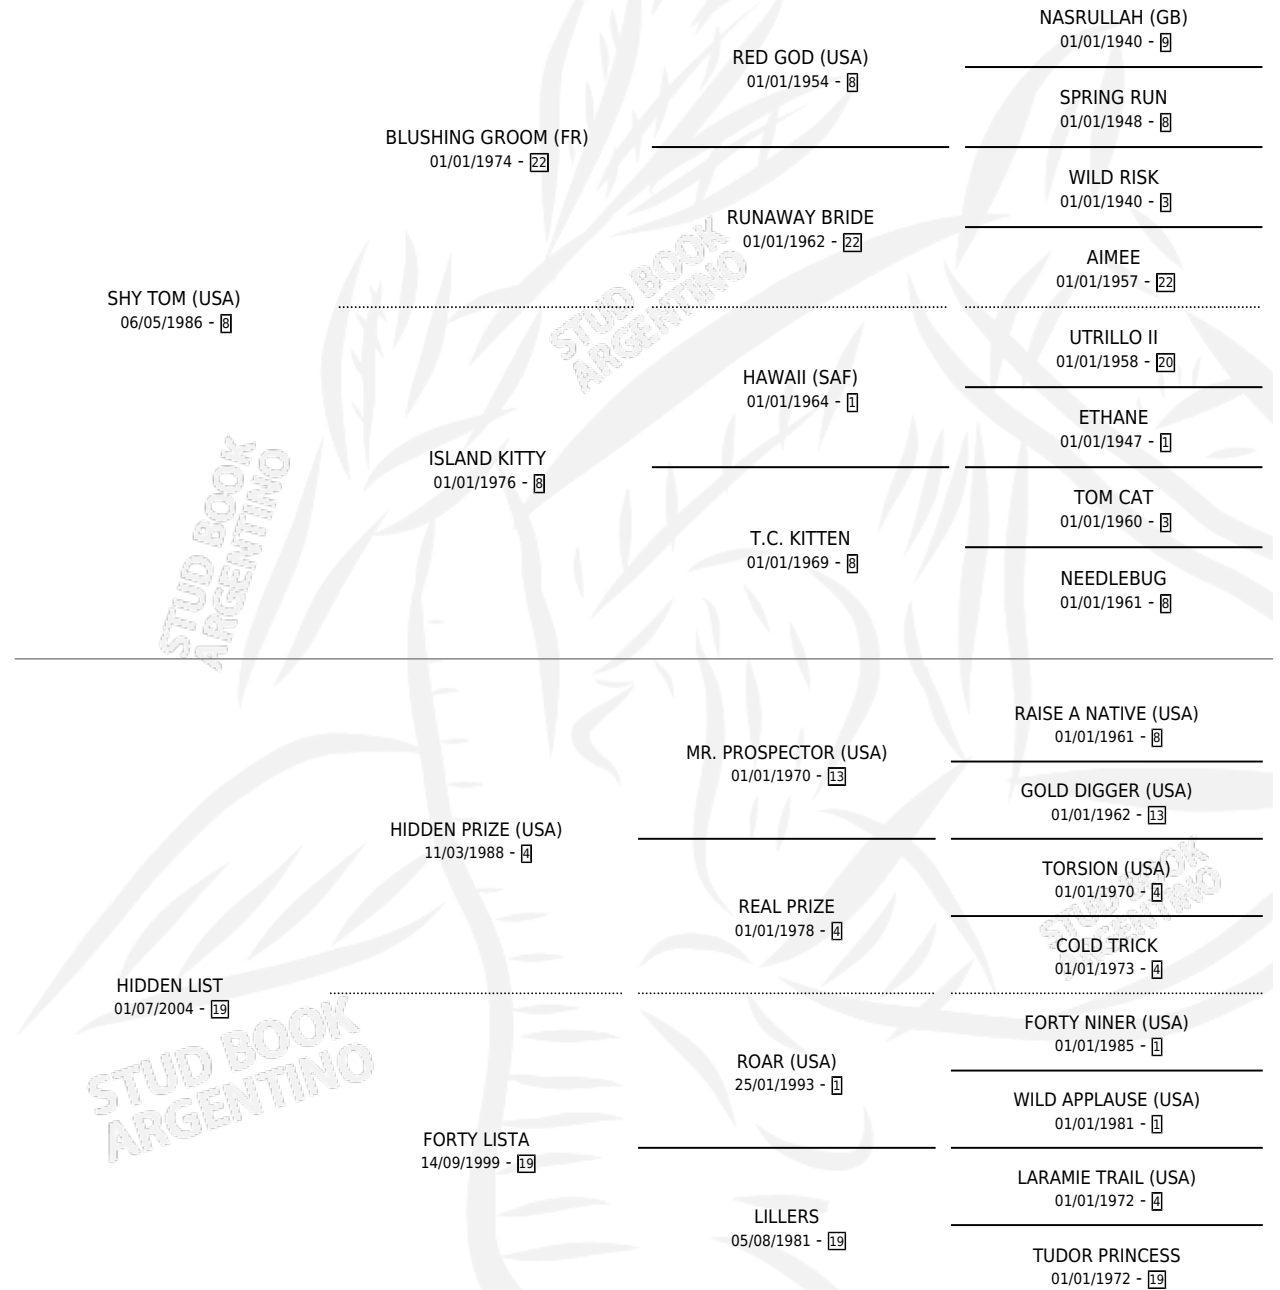 NASRULLAH (GB)
01/01/1940 - 9
RED GOD (USA)
01/01/1954 - 8
SPRING RUN
01/01/1948 - 8
BLUSHING GROOM (FR)
01/01/1974 - 22
WILD RISK
01/01/1940 - 3
RUNAWAY BRIDE
01/01/1962 - 22
AIMEE
01/01/1957 - 22
SHY TOM (USA)
06/05/1986 - 8
UTRILLO II
01/01/1958 - 20
HAWAII (SAF)
01/01/1964 - 1
ETHANE
01/01/1947 - 1
ISLAND KITTY
01/01/1976 - 8
TOM CAT
01/01/1960 - 3
T.C. KITTEN
01/01/1969 - 8
NEEDLEBUG
01/01/1961 - 8
RAISE A NATIVE (USA)
01/01/1961 - 8
MR. PROSPECTOR (USA)
01/01/1970 - 13
GOLD DIGGER (USA)
01/01/1962 - 13
HIDDEN PRIZE (USA)
11/03/1988 - 4
TORSION (USA)
01/01/1970 - 4
REAL PRIZE
01/01/1978 - 4
COLD TRICK
01/01/1973 - 4
HIDDEN LIST
01/07/2004 - 19
FORTY NINER (USA)
01/01/1985 - 1
ROAR (USA)
25/01/1993 - 1
WILD APPLAUSE (USA)
01/01/1981 - 1
FORTY LISTA
14/09/1999 - 19
LARAMIE TRAIL (USA)
01/01/1972 - 4
LILLERS
05/08/1981 - 19
TUDOR PRINCESS
01/01/1972 - 19
STUD BOOK
ARGENTINO
STUD BOOK
ARGENTINO
STUD BOOK
ARGENTINO
STUD BOOK
ARGENTINO